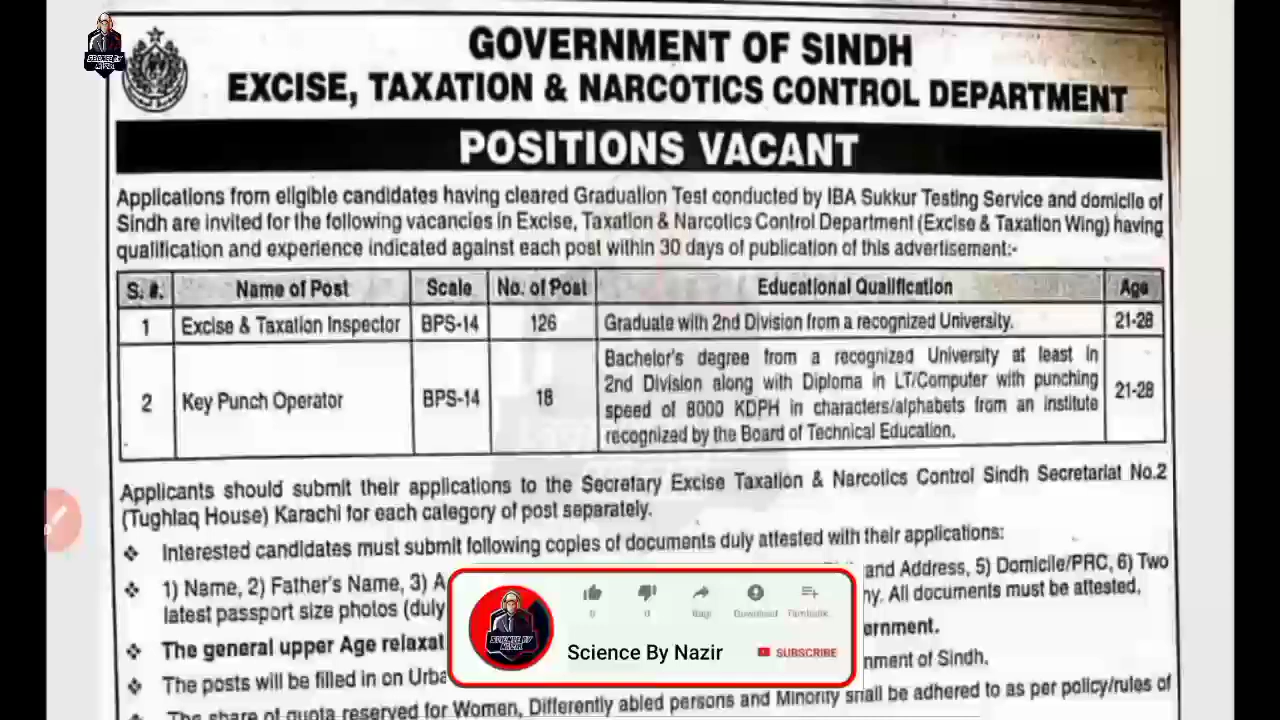 GOVERNMENT OF SINDH
EXCISE, TAXATION & NARCOTICS CONTROL DEPARTMENT
POSITIONS VACANT
Applications from eligible candidates having cleared Graduation Test conducted by IBA Sukkur Testing Service and domicile of
Sindh are invited for the following vacancies in Excise, Taxation & Narcotics Control Department (Excise & Taxation Wing) having
qualification and experience indicated against each post within 30 days of publication of this advertisement:-
S. #. Name of Post Scale No. of Post Educational Qualification Age
1 Excise & Taxation Inspector BPS-14 126 Graduate with 2nd Division from a recognized University. 21-28
2 Key Punch Operator BPS-14 18 Bachelor's degree from a recognized University at least in
2nd Division along with Diploma in I.T/Computer with punching
speed of 8000 KDPH in characters/alphabets from an institute
recognized by the Board of Technical Education. 21-28
Applicants should submit their applications to the Secretary Excise Taxation & Narcotics Control Sindh Secretariat No.2
(Tughlaq House) Karachi for each category of post separately.
❖ Interested candidates must submit following copies of documents duly attested with their applications:
❖ 1) Name, 2) Father's Name, 3) A and Address, 5) Domicile/PRC, 6) Two
latest passport size photos (duly ny. All documents must be attested.
❖ The general upper Age relaxat ernment.
❖ The posts will be filled in on Urba nment of Sindh.
The share of quota reserved for Women, Differently abled persons and Minority shall be adhered to as per policy/rules of
SCIENCE BY
NAZIR
0 0 Bagi Download Tambahk
Science By Nazir
SUBSCRIBE
SCIENCE BY
NAZIR